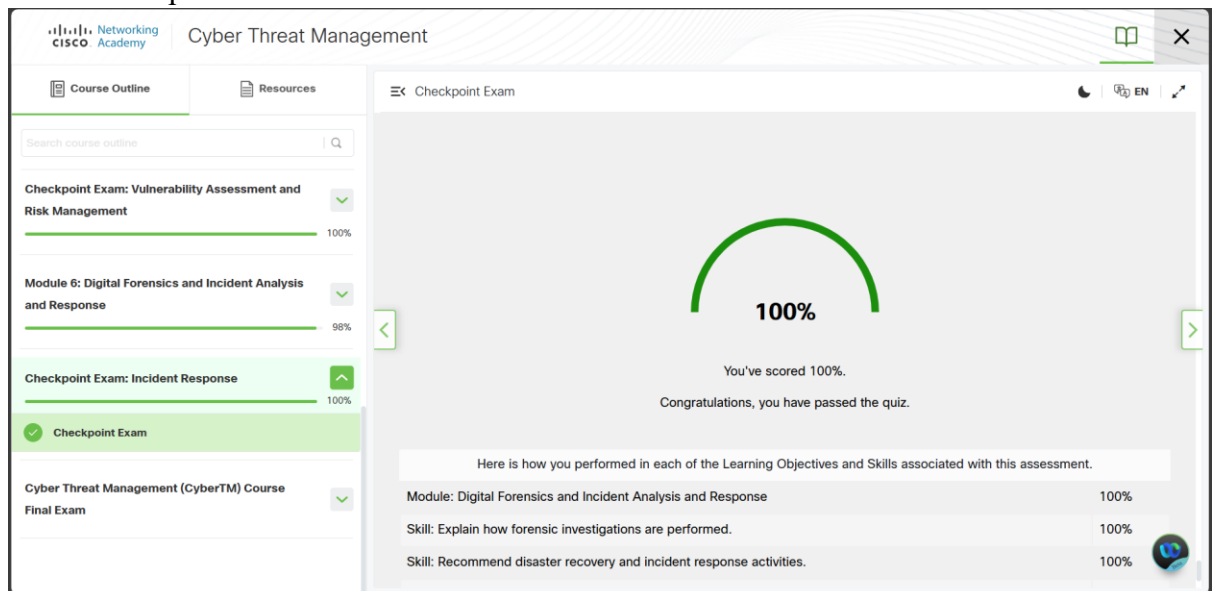 Networking
CISCO Academy
Cyber Threat Management
Course Outline
Resources
Search course outline
Checkpoint Exam: Vulnerability Assessment and
Risk Management
100%
Module 6: Digital Forensics and Incident Analysis
and Response
98%
Checkpoint Exam: Incident Response
100%
Checkpoint Exam
Cyber Threat Management (CyberTM) Course
Final Exam
Checkpoint Exam
EN
100%
You've scored 100%.
Congratulations, you have passed the quiz.
Here is how you performed in each of the Learning Objectives and Skills associated with this assessment.
Module: Digital Forensics and Incident Analysis and Response 100%
Skill: Explain how forensic investigations are performed. 100%
Skill: Recommend disaster recovery and incident response activities. 100%